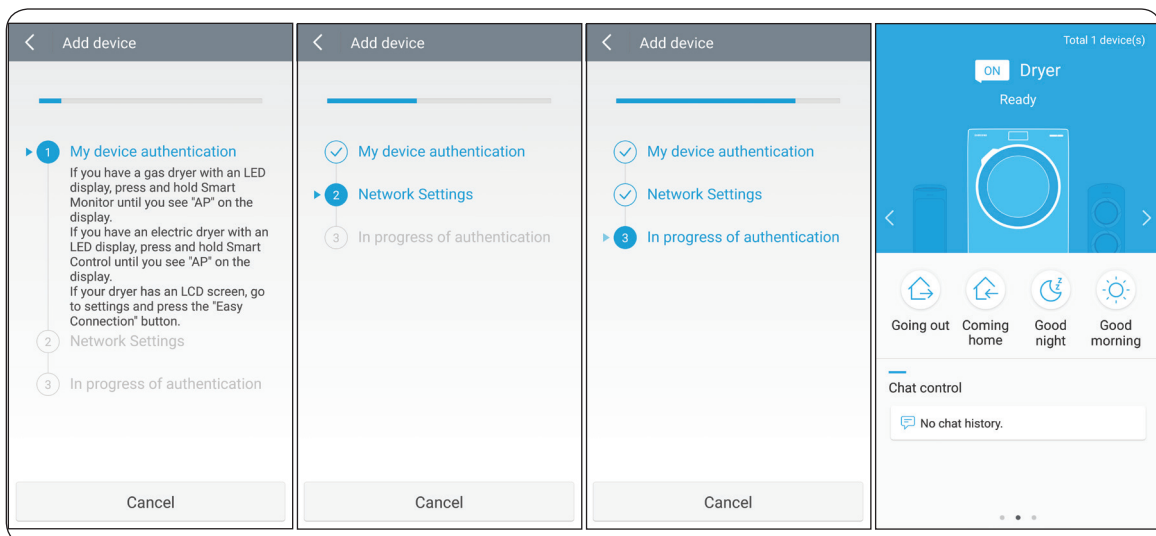 Add device
1
My device authentication
If you have a gas dryer with an LED
display, press and hold Smart
Monitor until you see "AP" on the
display.
If you have an electric dryer with an
LED display, press and hold Smart
Control until you see "AP" on the
display.
If your dryer has an LCD screen, go
to settings and press the "Easy
Connection" button.
2
Network Settings
3
In progress of authentication
Cancel
Add device
My device authentication
2
Network Settings
3
In progress of authentication
Cancel
Add device
My device authentication
Network Settings
3
In progress of authentication
Cancel
Total 1 device(s)
ON Dryer
Ready
Going out
Coming
home
Good
night
Good
morning
Chat control
No chat history.